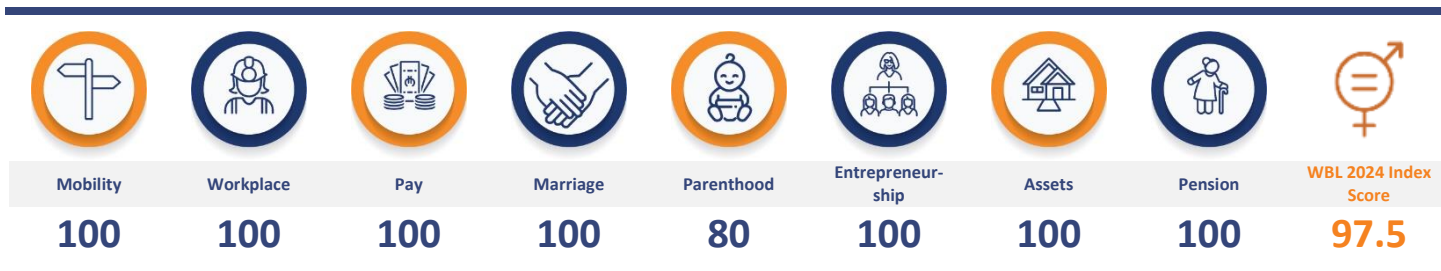 Mobility
Workplace
Pay
Marriage
Parenthood
Entrepreneur-
ship
Assets
Pension
WBL 2024 Index
Score
100
100
100
100
80
100
100
100
97.5